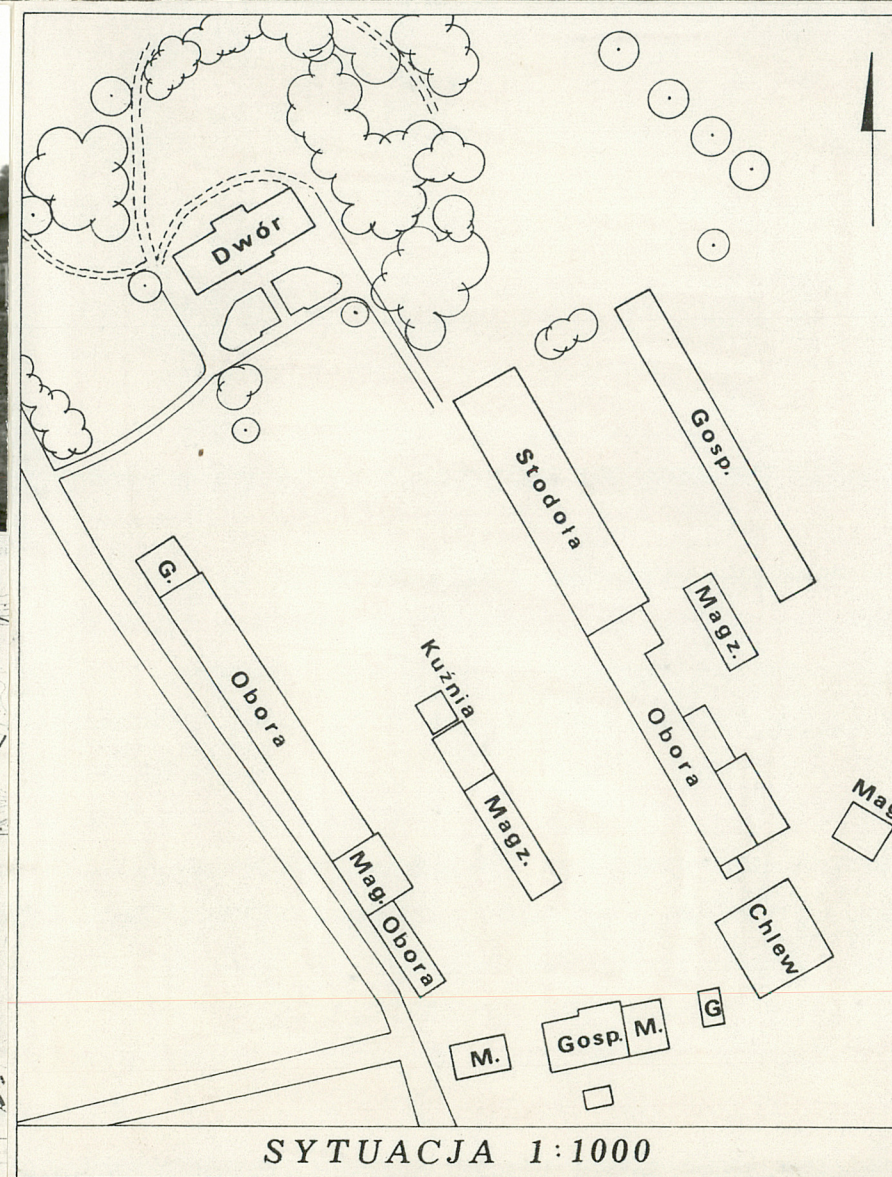 Dwór
Gosp.
Stodoła
G.
Magz.
Kuźnia
Obora
Obora
Magz.
Mag
Mag.
Obora
Chlew
G
Gosp.
M.
M.
SYTUACJA 1:1000